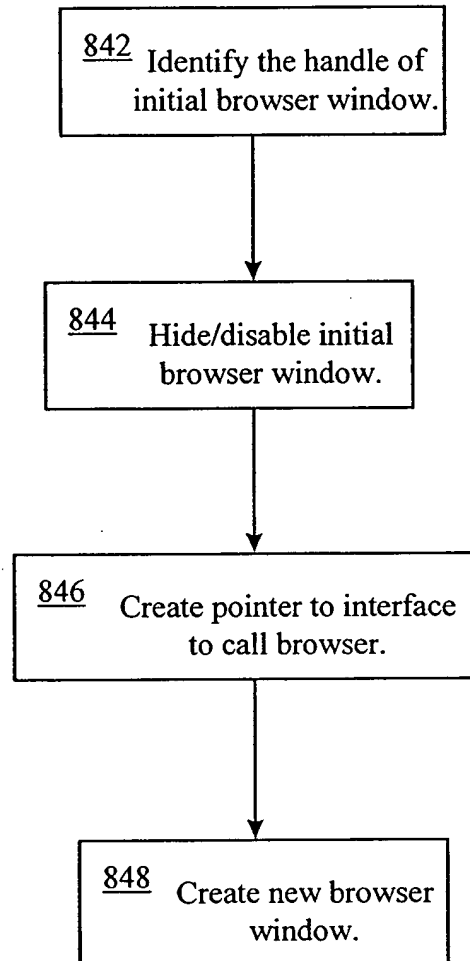 842 Identify the handle of
initial browser window.
844 Hide/disable initial
browser window.
846 Create pointer to interface
to call browser.
848 Create new browser
window.